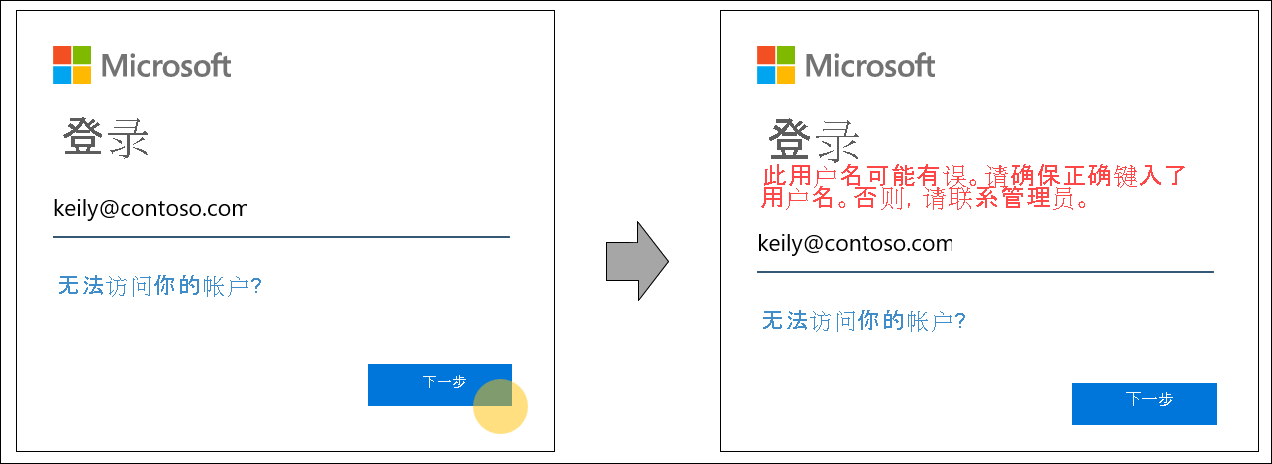 Microsoft
登录
keily@contoso.com
无法访问你的帐户?
下一步
Microsoft
登录
此用户名可能有误。请确保正确键入了
用户名。否则, 请联系管理员。
keily@contoso.com
无法访问你的帐户?
下一步